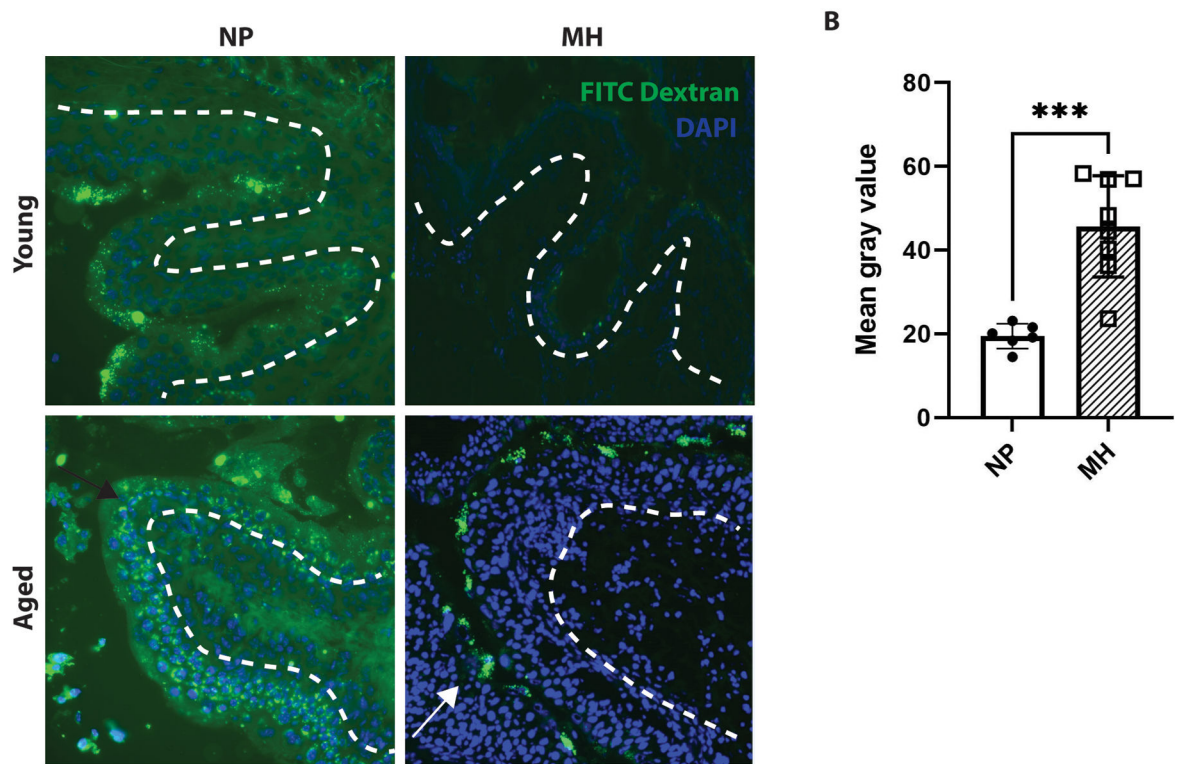 NP
MH
B
Young
FITC Dextran
DAPI
Aged
80
60
40
20
0
Mean gray value
***
NP
MH